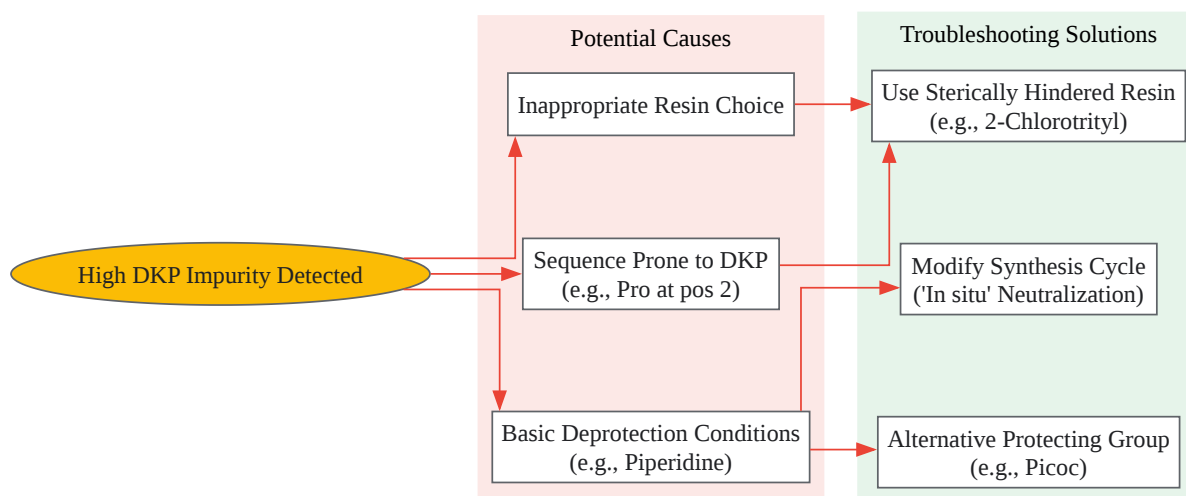 Potential Causes
Troubleshooting Solutions
Inappropriate Resin Choice
Use Sterically Hindered Resin
(e.g., 2-Chlorotrityl)
High DKP Impurity Detected
Sequence Prone to DKP
(e.g., Pro at pos 2)
Modify Synthesis Cycle
('In situ' Neutralization)
Basic Deprotection Conditions
(e.g., Piperidine)
Alternative Protecting Group
(e.g., Picoc)